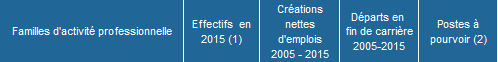 Familles d'activité professionnelle
Effectifs en
2015 (1)
Créations
nettes
d'emplois
2005 - 2015
Départs en
fin de carrière
2005-2015
Postes à
pourvoir (2)